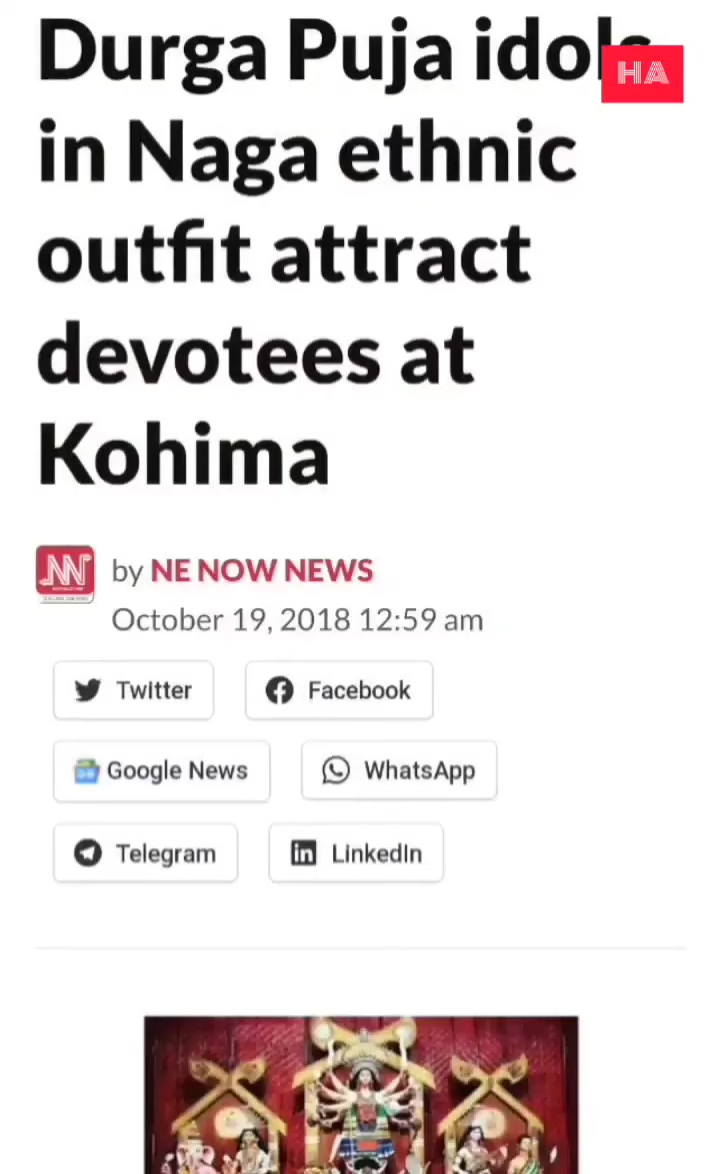 Durga Puja idols
HA
in Naga ethnic
outfit attract
devotees at
Kohima
NN
by NE NOW NEWS
October 19, 2018 12:59 am
Twitter
Facebook
Google News
WhatsApp
Telegram
LinkedIn